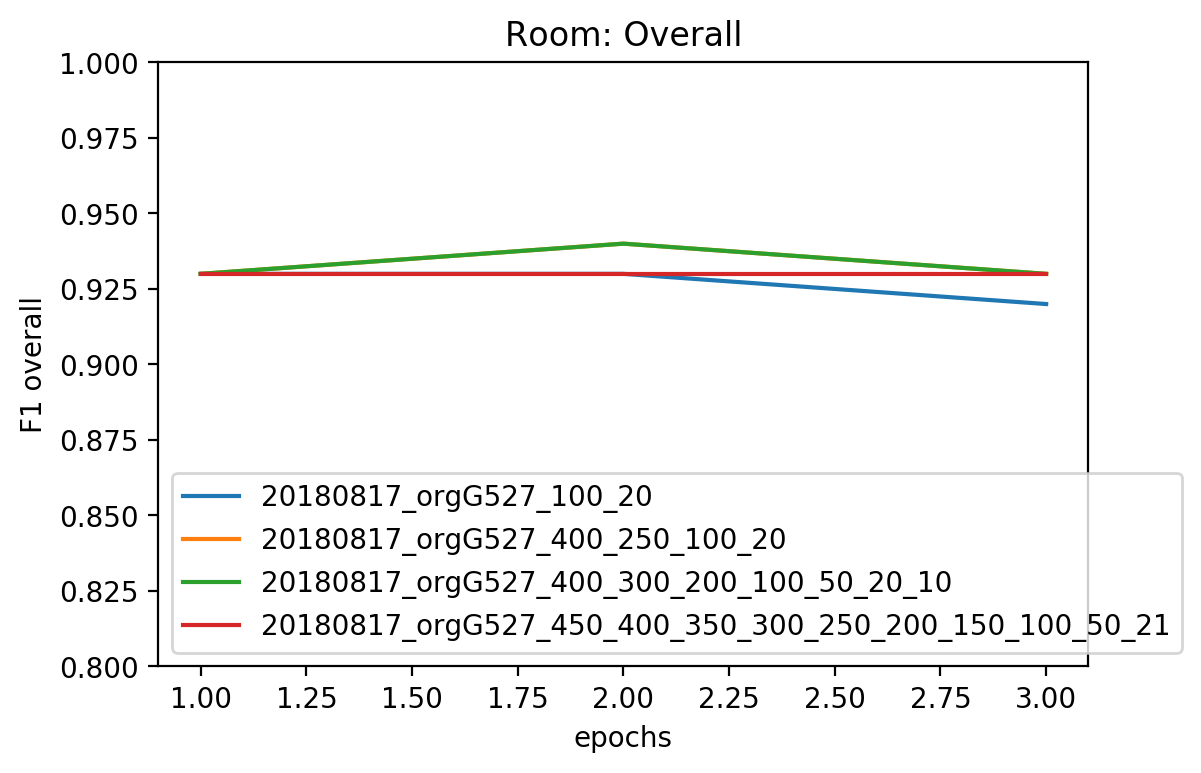 Room: Overall
1.000
0.975
0.950
0.925
0.900
0.875
0.850
0.825
0.800
F1 overall
20180817_orgG527_100_20
20180817_orgG527_400_250_100_20
20180817_orgG527_400_300_200_100_50_20_10
20180817_orgG527_450_400_350_300_250_200_150_100_50_21
1.00 1.25 1.50 1.75 2.00 2.25 2.50 2.75 3.00
epochs